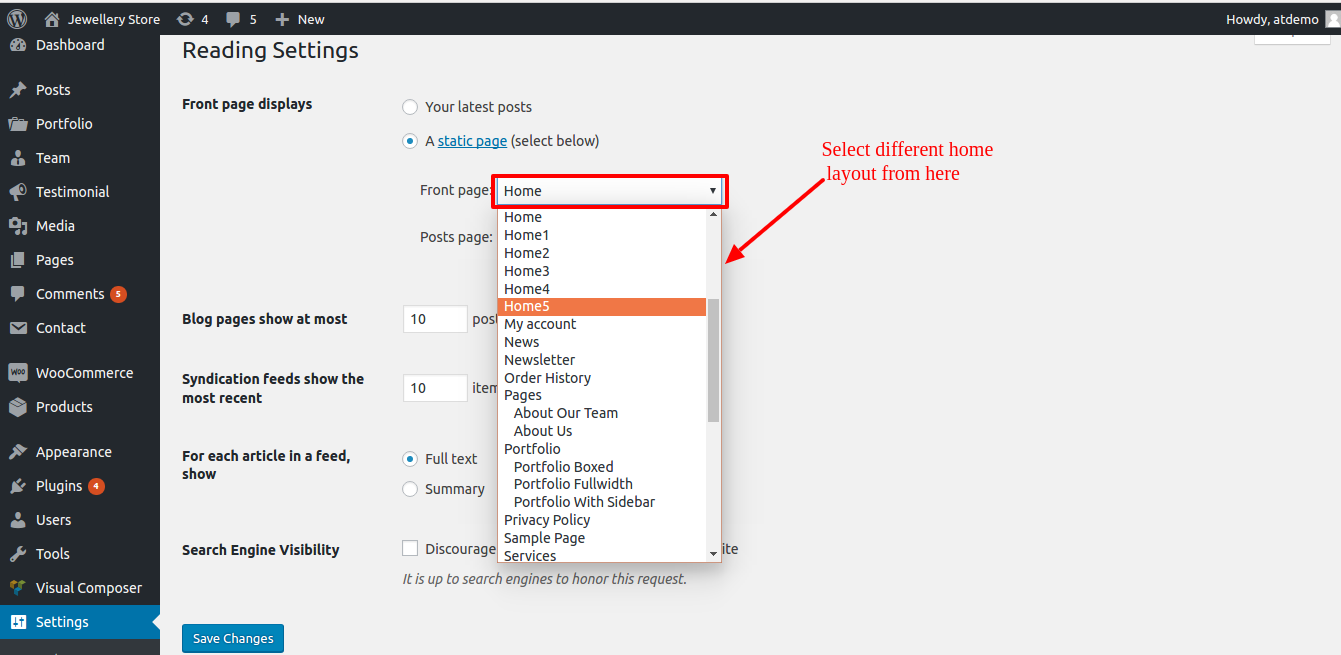 Jewellery Store 4 5 New Howdy, atdemo
Dashboard
Posts
Portfolio
Team
Testimonial
Media
Pages
Comments 5
Contact
WooCommerce
Products
Appearance
Plugins 4
Users
Tools
Visual Composer
Settings
Reading Settings
Front page displays
Your latest posts
A static page (select below)
Front page: Home
Posts page:
Home
Home1
Home2
Home3
Home4
Home5
My account
News
Newsletter
Order History
Pages
About Our Team
About Us
Portfolio
Portfolio Boxed
Portfolio Fullwidth
Portfolio With Sidebar
Privacy Policy
Sample Page
Services
Select different home
layout from here
Blog pages show at most
10 post
Syndication feeds show the
most recent
10 item
For each article in a feed,
show
Full text
Summary
Search Engine Visibility
Discourage ite
It is up to search engines to honor this request.
Save Changes